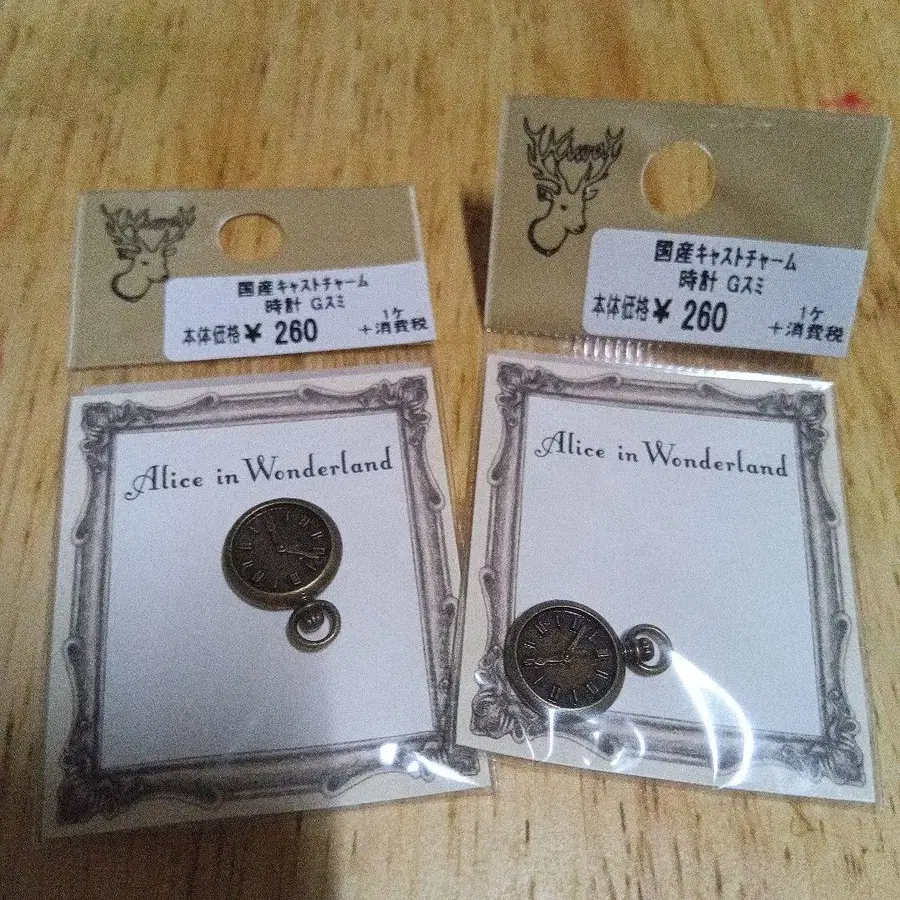 国産キャストチャーム
時計 Gスミ
本体価格¥ 260
1ケ
+消費税
Alice in Wonderland
国産キャストチャーム
時計 Gスミ
本体価格¥ 260
1ケ
+消費税
Alice in Wonderland